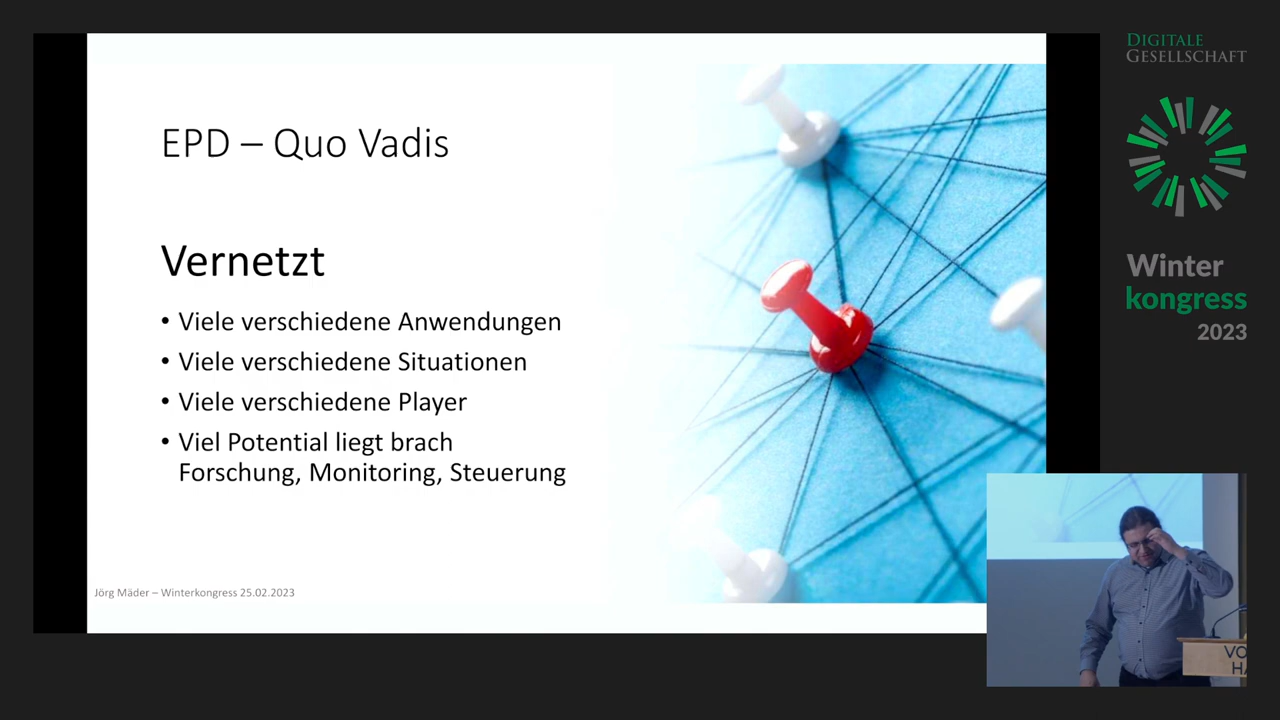 EPD – Quo Vadis
Vernetzt
• Viele verschiedene Anwendungen
• Viele verschiedene Situationen
• Viele verschiedene Player
• Viel Potential liegt brach
Forschung, Monitoring, Steuerung
Jörg Mäder – Winterkongress 25.02.2023
DIGITALE
GESELLSCHAFT
Winter
kongress
2023
VO